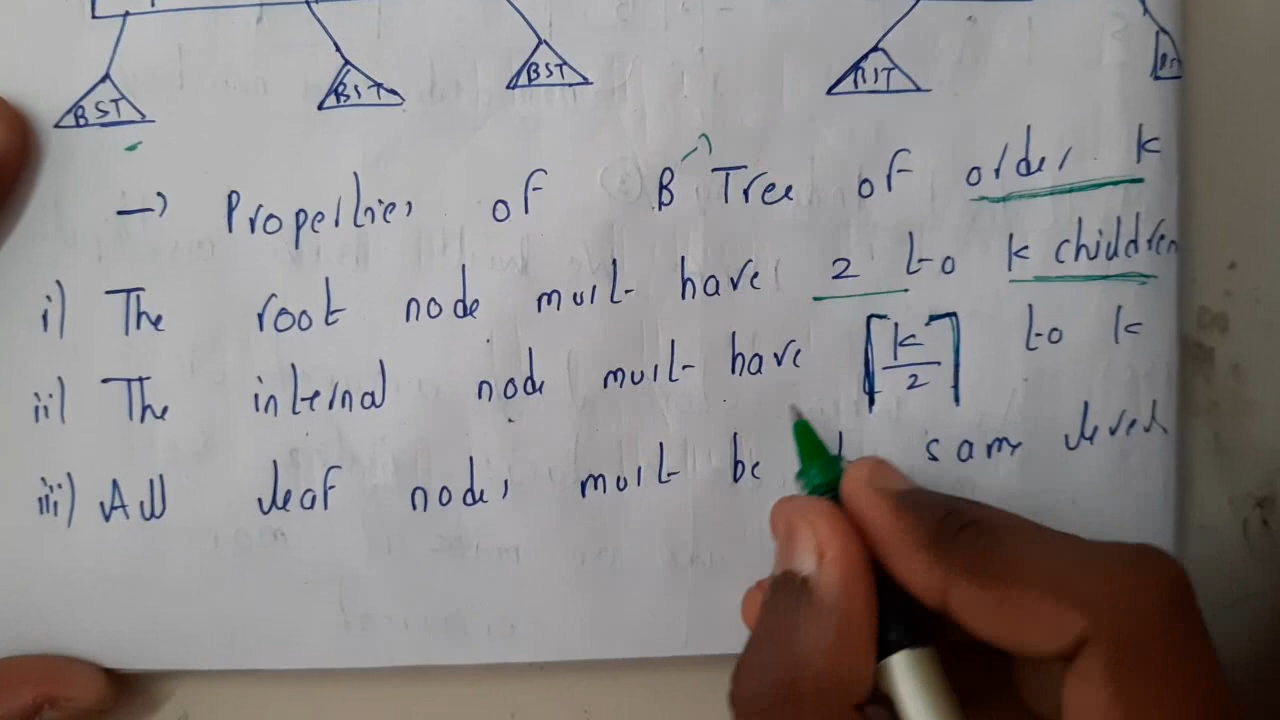 BST BST BST BST
→ Properties of B Tree of order k
i) The root node must have 2 to k children
ii) The internal node must have ⌈k/2⌉ to k
iii) All leaf nodes must be same level